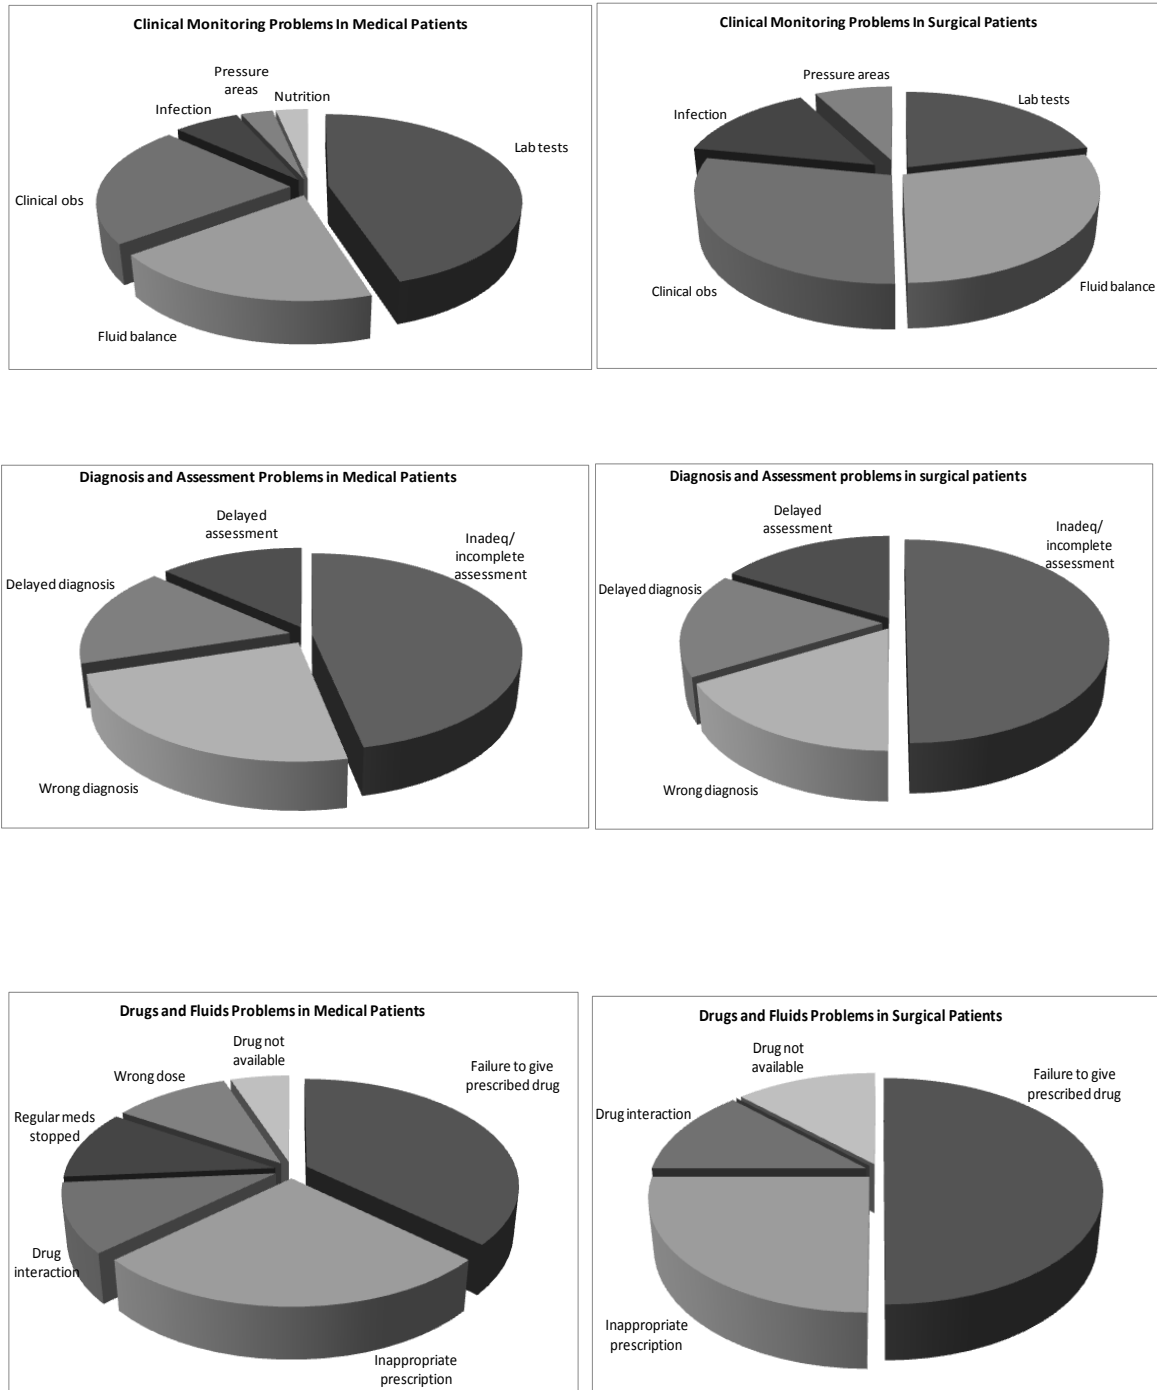 Clinical Monitoring Problems In Medical Patients
Pressure
areas
Nutrition
Infection
Lab tests
Clinical obs
Fluid balance
Clinical Monitoring Problems In Surgical Patients
Pressure areas
Lab tests
Infection
Clinical obs
Fluid balance
Diagnosis and Assessment Problems in Medical Patients
Delayed
assessment
Inadeq/
incomplete
assessment
Delayed diagnosis
Wrong diagnosis
Diagnosis and Assessment problems in surgical patients
Delayed
assessment
Inadeq/
incomplete
assessment
Delayed diagnosis
Wrong diagnosis
Drugs and Fluids Problems in Medical Patients
Drug not
available
Failure to give
prescribed drug
Wrong dose
Regular meds
stopped
Drug
interaction
Inappropriate
prescription
Drugs and Fluids Problems in Surgical Patients
Drug not
available
Failure to give
prescribed drug
Drug interaction
Inappropriate
prescription